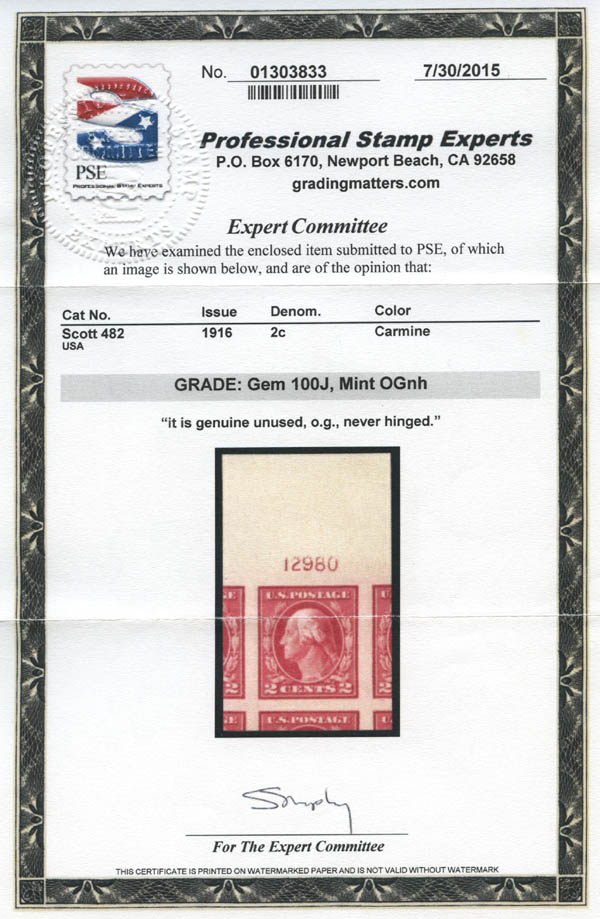 No. 01303833 7/30/2015
PSE
PROFESSIONAL STAMP EXPERTS
Professional Stamp Experts
P.O. Box 6170, Newport Beach, CA 92658
gradingmatters.com
Expert Committee
We have examined the enclosed item submitted to PSE, of which
an image is shown below, and are of the opinion that:
Cat No. Issue Denom. Color
Scott 482 1916 2c Carmine
USA
GRADE: Gem 100J, Mint OGnh
“it is genuine unused, o.g., never hinged.”
12980
E U.S.POSTAGE U
2 2 CENTS 2 2
E U.S.POSTAGE U
For The Expert Committee
THIS CERTIFICATE IS PRINTED ON WATERMARKED PAPER AND IS NOT VALID WITHOUT WATERMARK